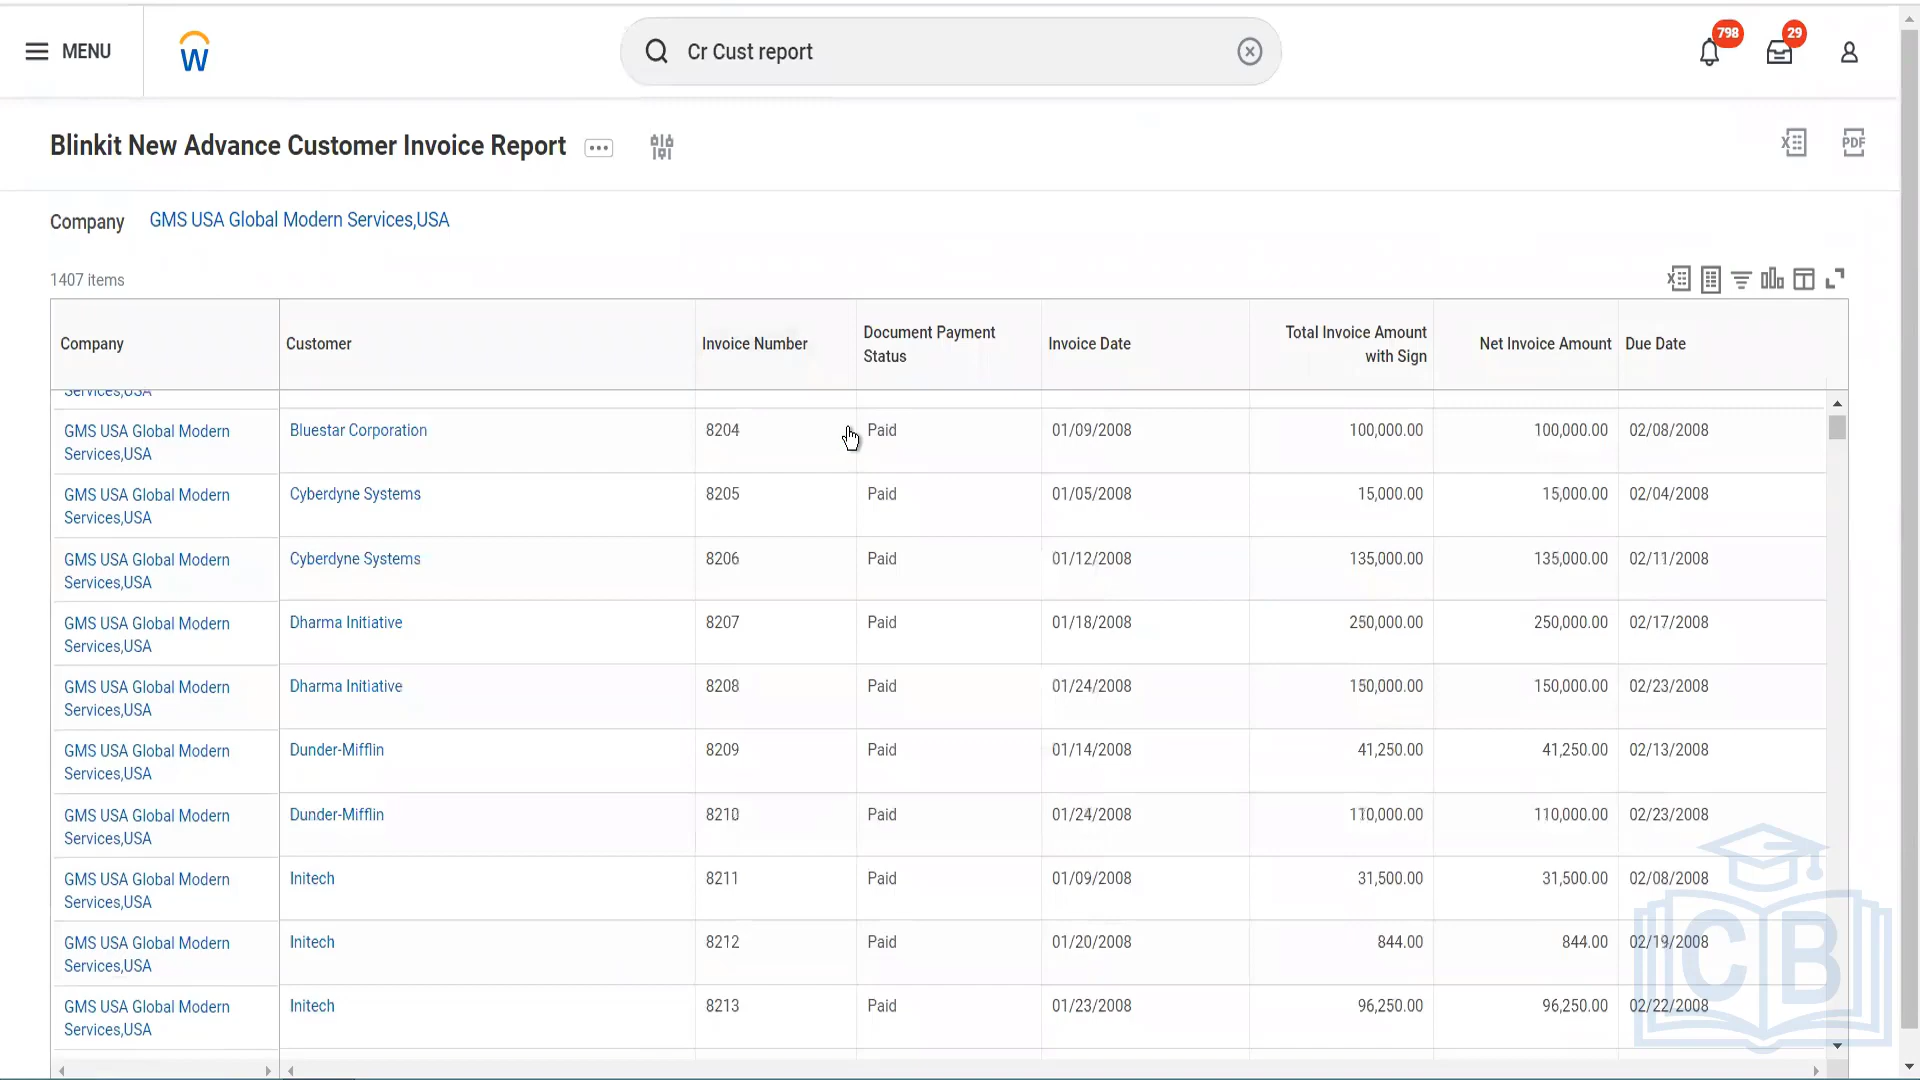 MENU
W
Cr Cust report
798
29
Blinkit New Advance Customer Invoice Report
PDF
Company GMS USA Global Modern Services,USA
1407 items
Company Customer Invoice Number Document Payment Status Invoice Date Total Invoice Amount with Sign Net Invoice Amount Due Date
Services,USA
GMS USA Global Modern Services,USA Bluestar Corporation 8204 Paid 01/09/2008 100,000.00 100,000.00 02/08/2008
GMS USA Global Modern Services,USA Cyberdyne Systems 8205 Paid 01/05/2008 15,000.00 15,000.00 02/04/2008
GMS USA Global Modern Services,USA Cyberdyne Systems 8206 Paid 01/12/2008 135,000.00 135,000.00 02/11/2008
GMS USA Global Modern Services,USA Dharma Initiative 8207 Paid 01/18/2008 250,000.00 250,000.00 02/17/2008
GMS USA Global Modern Services,USA Dharma Initiative 8208 Paid 01/24/2008 150,000.00 150,000.00 02/23/2008
GMS USA Global Modern Services,USA Dunder-Mifflin 8209 Paid 01/14/2008 41,250.00 41,250.00 02/13/2008
GMS USA Global Modern Services,USA Dunder-Mifflin 8210 Paid 01/24/2008 110,000.00 110,000.00 02/23/2008
GMS USA Global Modern Services,USA Initech 8211 Paid 01/09/2008 31,500.00 31,500.00 02/08/2008
GMS USA Global Modern Services,USA Initech 8212 Paid 01/20/2008 844.00 844.00 02/19/2008
GMS USA Global Modern Services,USA Initech 8213 Paid 01/23/2008 96,250.00 96,250.00 02/22/2008
CB